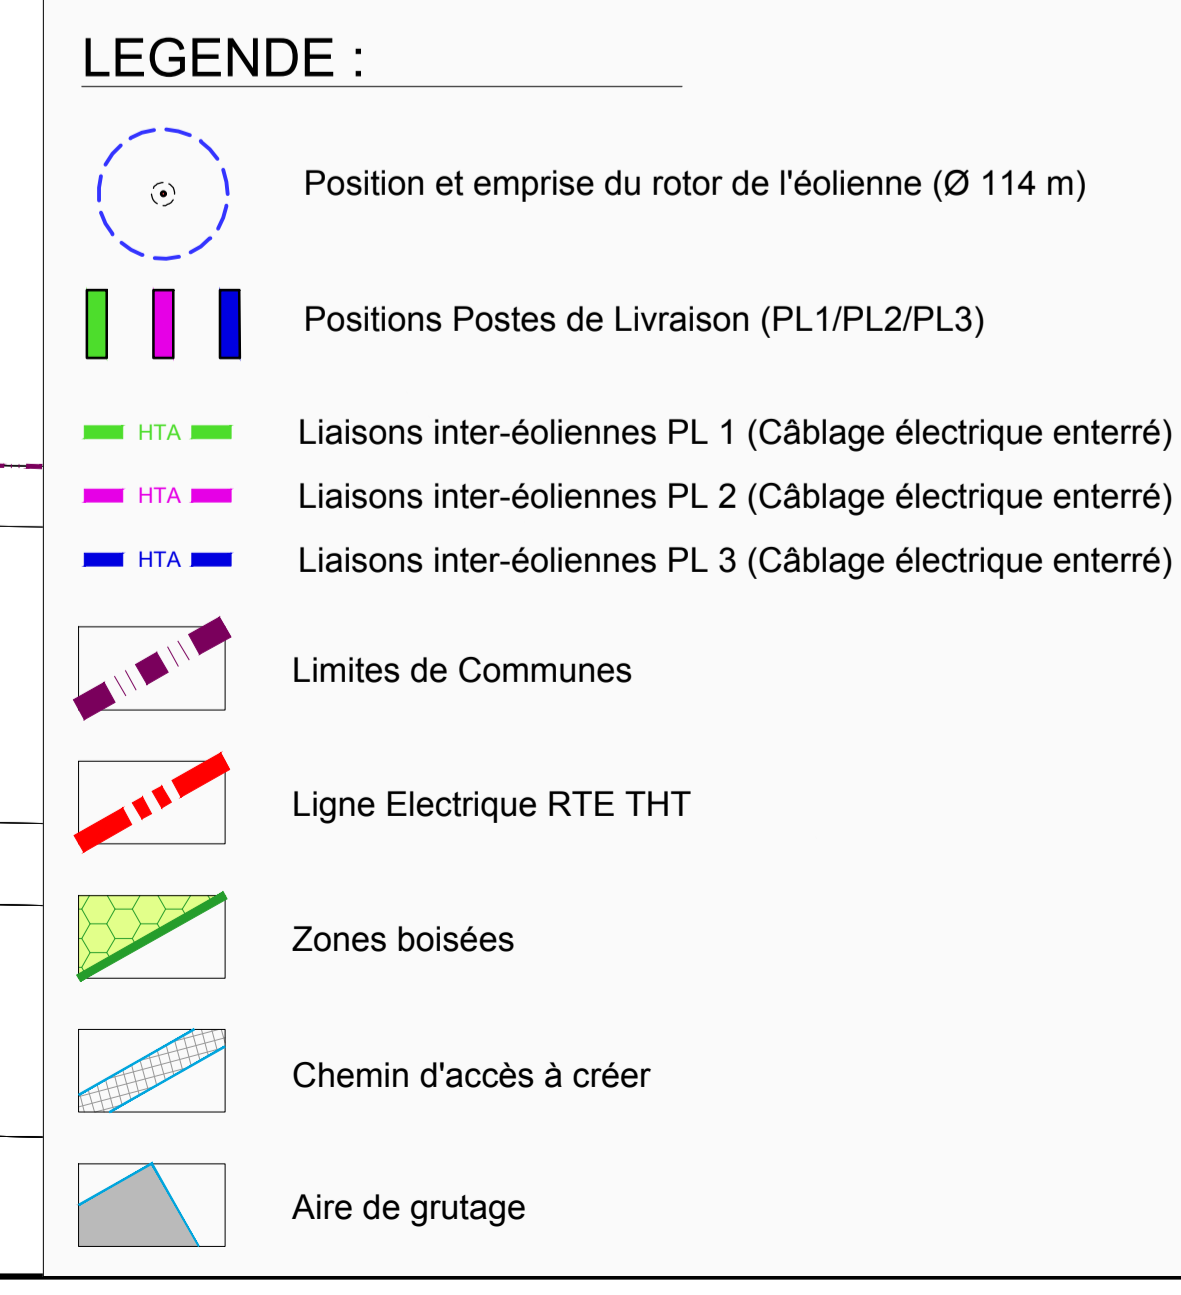 LEGENDE :
Position et emprise du rotor de l'éolienne (Ø 114 m)
Positions Postes de Livraison (PL1/PL2/PL3)
HTA Liaisons inter-éoliennes PL 1 (Câblage électrique enterré)
HTA Liaisons inter-éoliennes PL 2 (Câblage électrique enterré)
HTA Liaisons inter-éoliennes PL 3 (Câblage électrique enterré)
Limites de Communes
Ligne Electrique RTE THT
Zones boisées
Chemin d'accès à créer
Aire de grutage